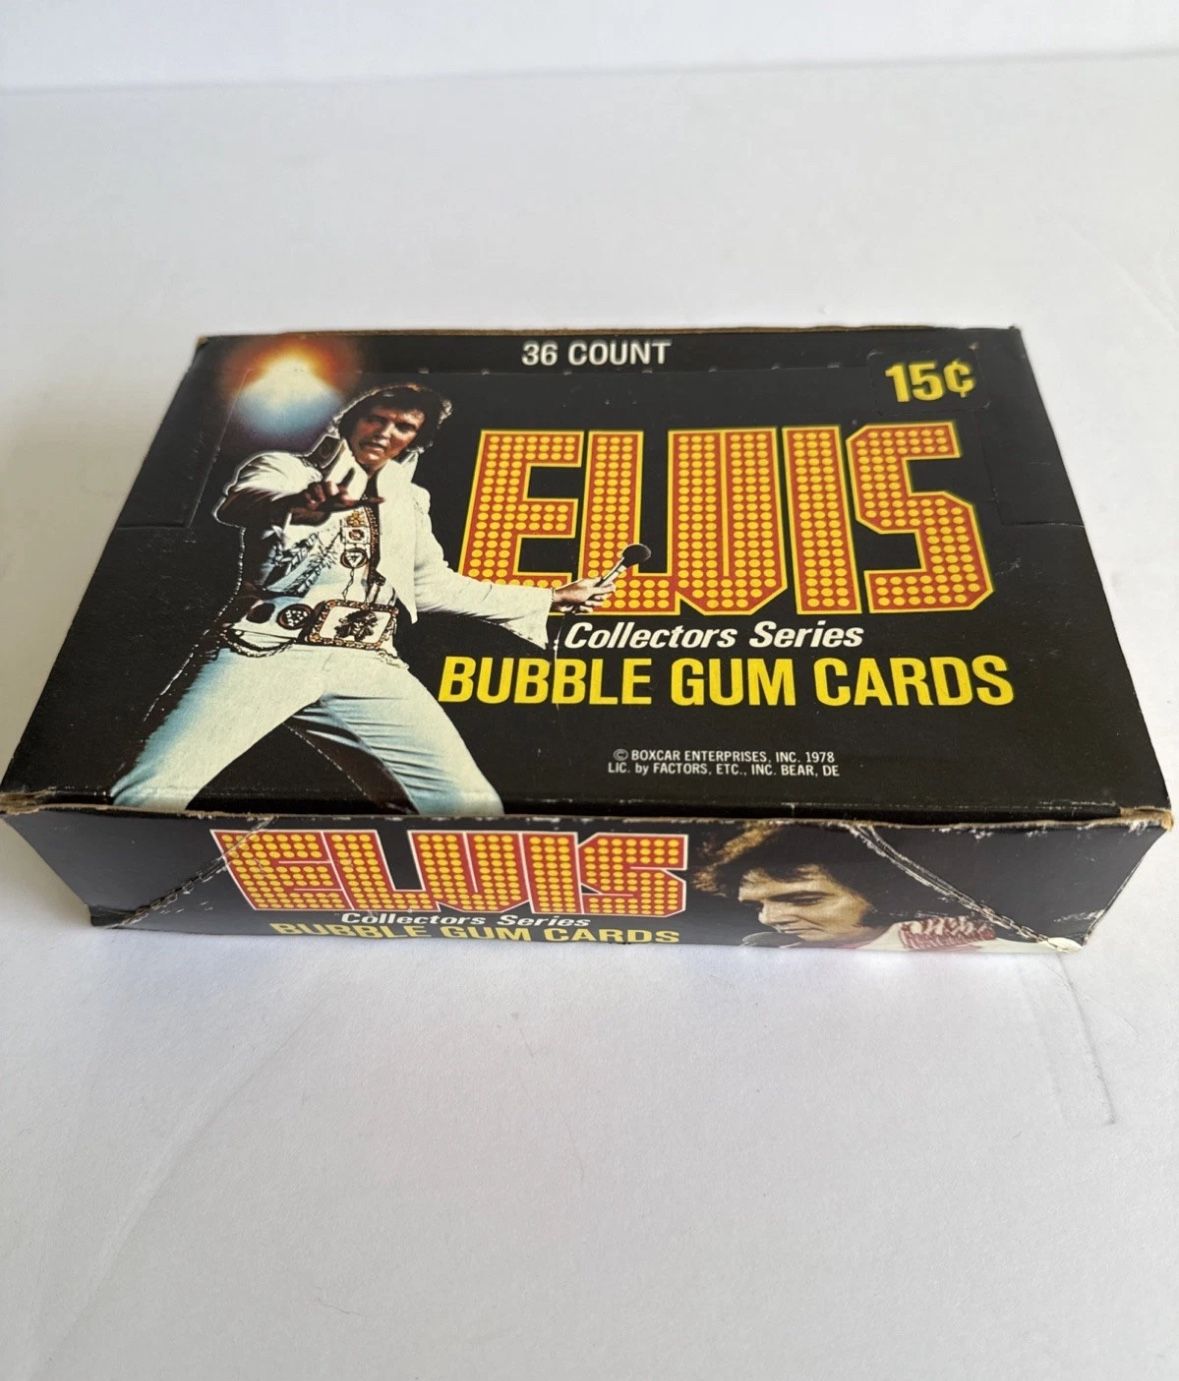 36 COUNT
15¢
ELVIS
Collectors Series
BUBBLE GUM CARDS
© BOXCAR ENTERPRISES, INC. 1978
LIC. by FACTORS, ETC., INC. BEAR, DE
ELVIS
Collectors Series
BUBBLE GUM CARDS